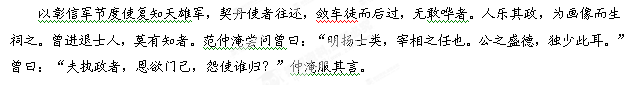 以彰信军节度使复知天雄军，契丹使者往还，敛车徒而后过，无敢哗者。人乐其政，为画像而生
祠之。曾进退士人，莫有知者。范仲淹尝问曾曰：“明扬士类，宰相之任也。公之盛德，独少此耳。”
曾曰：“夫执政者，恩欲门己，怨使谁归？”仲淹服其言。